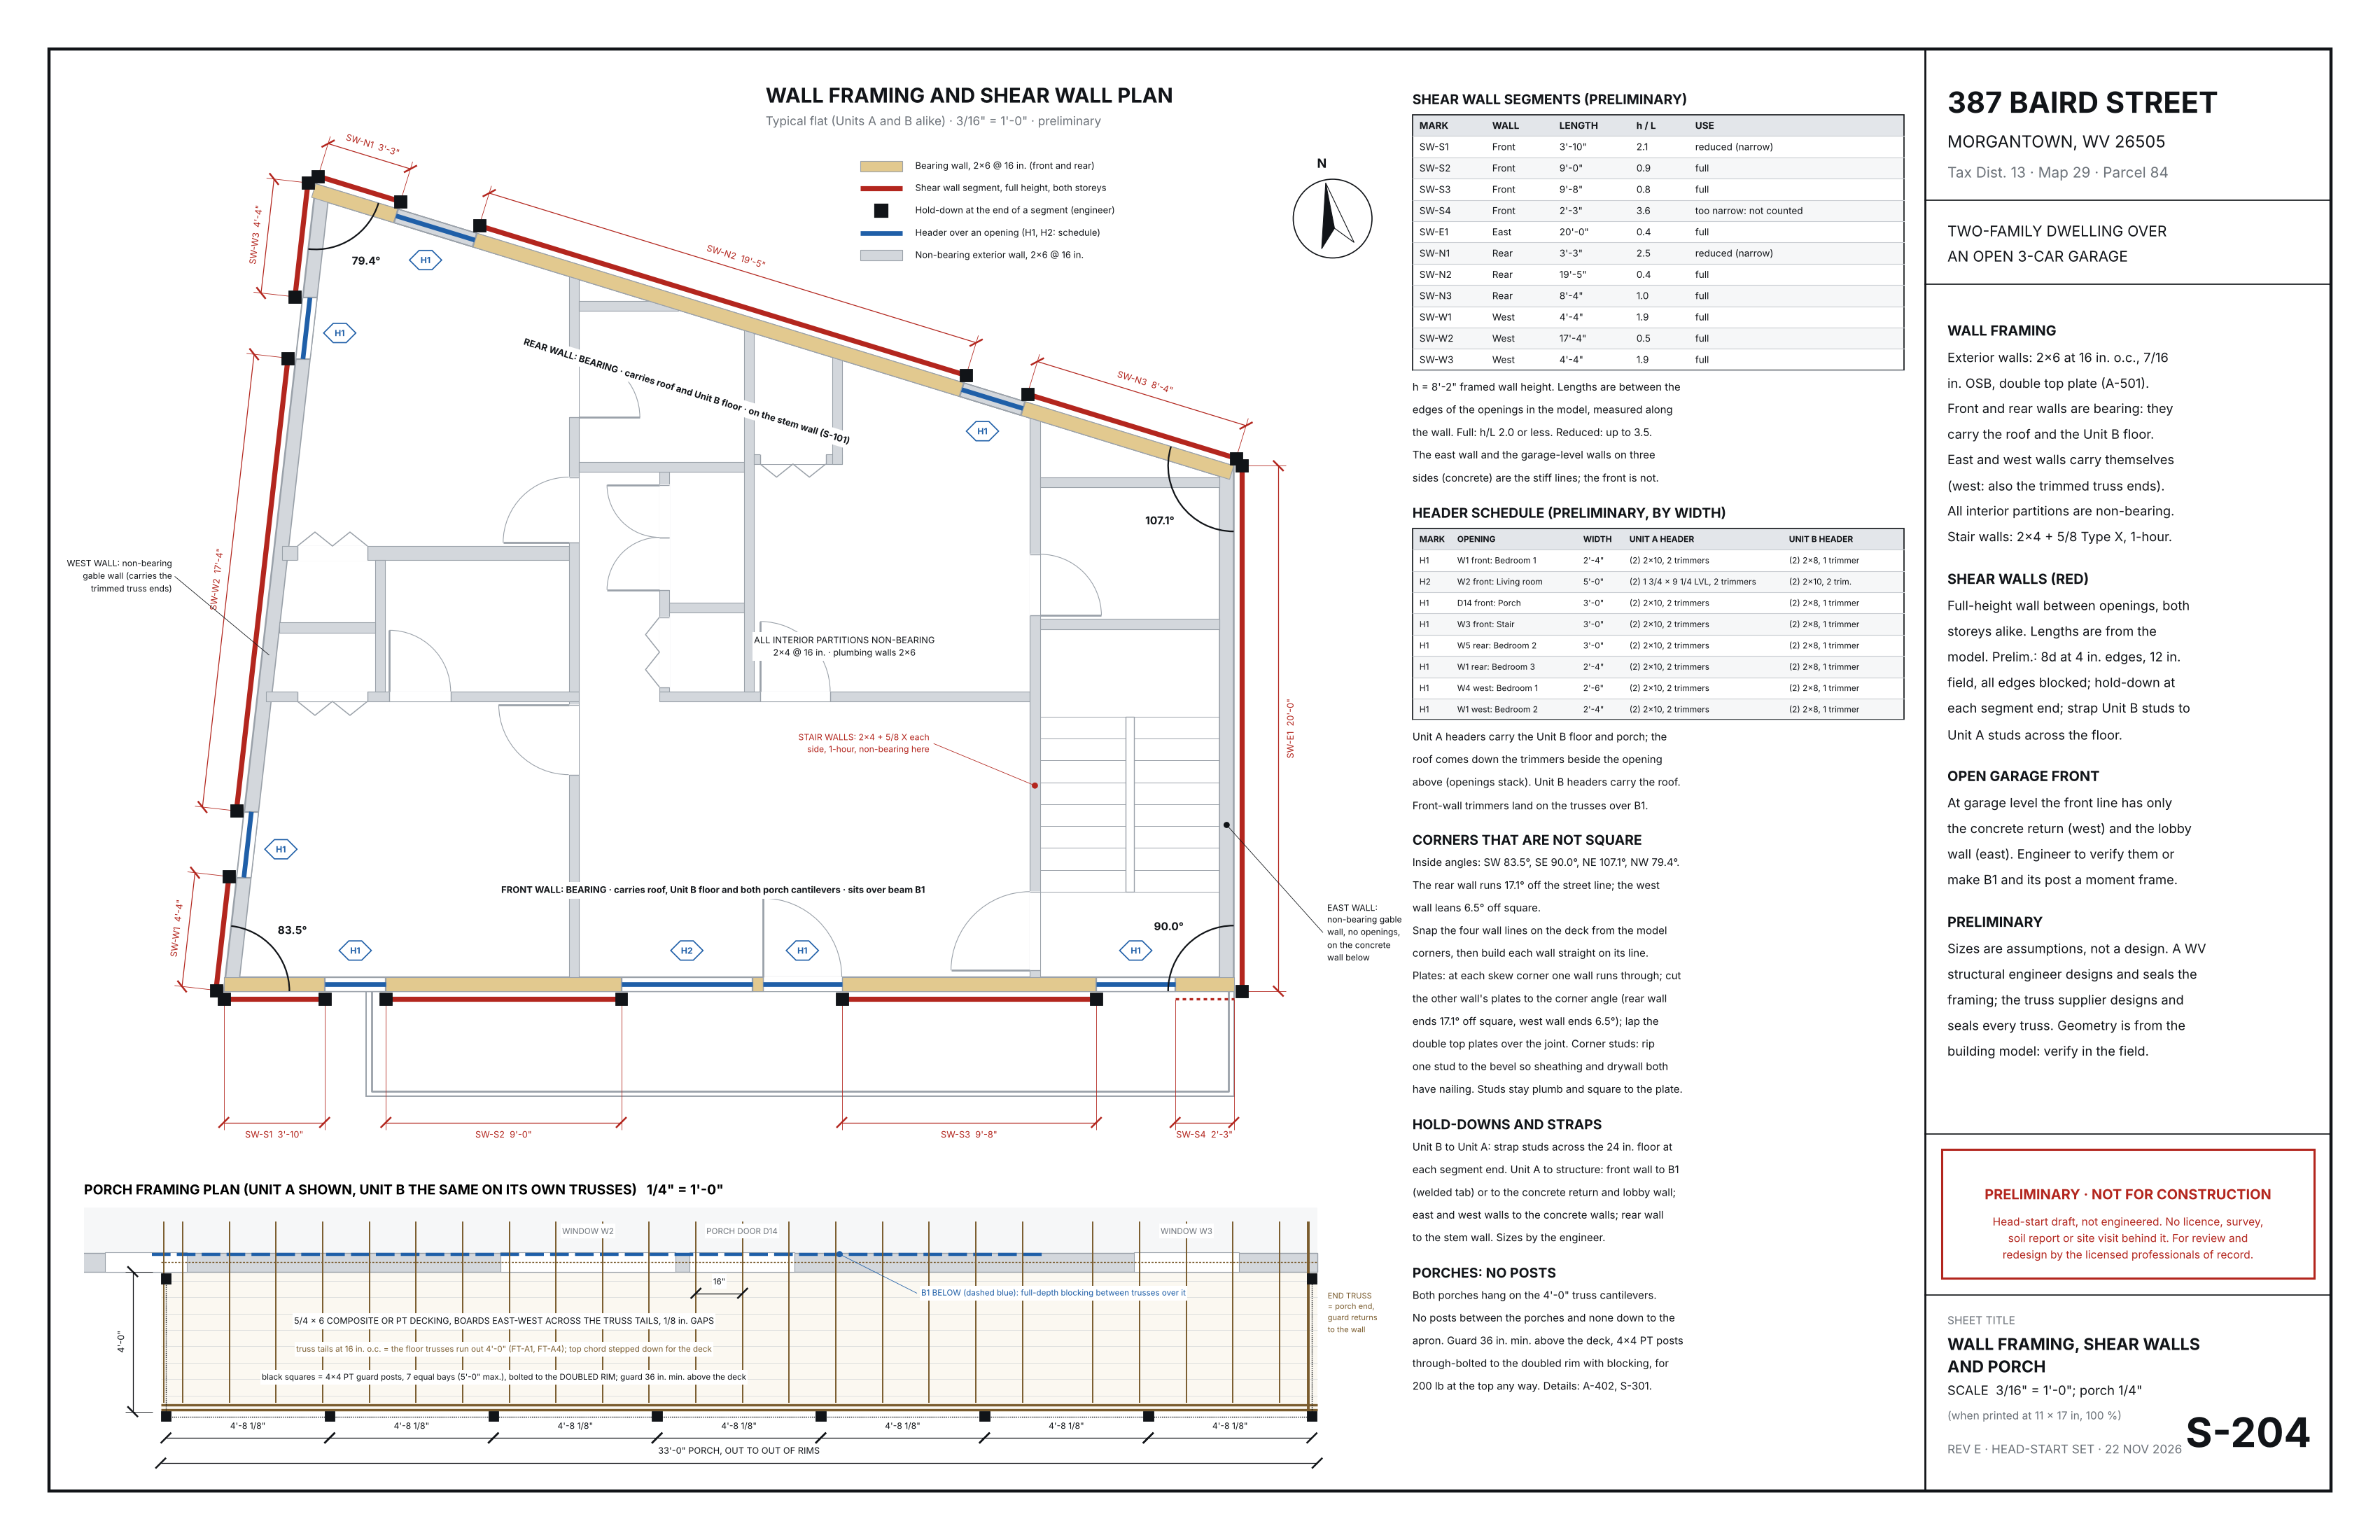 WALL FRAMING AND SHEAR WALL PLAN
Typical flat (Units A and B alike) · 3/16" = 1'-0" · preliminary
Bearing wall, 2×6 @ 16 in. (front and rear)
Shear wall segment, full height, both storeys
Hold-down at the end of a segment (engineer)
Header over an opening (H1, H2: schedule)
Non-bearing exterior wall, 2×6 @ 16 in.
N
SW-N1 3'-3"
SW-W3 4'-4"
79.4°
H1
SW-N2 19'-5"
H1
REAR WALL: BEARING · carries roof and Unit B floor · on the stem wall (S-101)
SW-N3 8'-4"
H1
107.1°
WEST WALL: non-bearing
gable wall (carries the
trimmed truss ends)
SW-W2 17'-4"
ALL INTERIOR PARTITIONS NON-BEARING
2×4 @ 16 in. · plumbing walls 2×6
STAIR WALLS: 2×4 + 5/8 X each
side, 1-hour, non-bearing here
SW-E1 20'-0"
H1
FRONT WALL: BEARING · carries roof, Unit B floor and both porch cantilevers · sits over beam B1
EAST WALL:
non-bearing gable
wall, no openings,
on the concrete
wall below
SW-W1 4'-4"
83.5°
90.0°
H1
H2
H1
H1
SW-S1 3'-10"
SW-S2 9'-0"
SW-S3 9'-8"
SW-S4 2'-3"
PORCH FRAMING PLAN (UNIT A SHOWN, UNIT B THE SAME ON ITS OWN TRUSSES) 1/4" = 1'-0"
WINDOW W2
PORCH DOOR D14
WINDOW W3
16"
B1 BELOW (dashed blue): full-depth blocking between trusses over it
END TRUSS
= porch end,
guard returns
to the wall
4'-0"
5/4 × 6 COMPOSITE OR PT DECKING, BOARDS EAST-WEST ACROSS THE TRUSS TAILS, 1/8 in. GAPS
truss tails at 16 in. o.c. = the floor trusses run out 4'-0" (FT-A1, FT-A4); top chord stepped down for the deck
black squares = 4×4 PT guard posts, 7 equal bays (5'-0" max.), bolted to the DOUBLED RIM; guard 36 in. min. above the deck
4'-8 1/8"
4'-8 1/8"
4'-8 1/8"
4'-8 1/8"
4'-8 1/8"
4'-8 1/8"
4'-8 1/8"
33'-0" PORCH, OUT TO OUT OF RIMS
SHEAR WALL SEGMENTS (PRELIMINARY)
MARK WALL LENGTH h / L USE
SW-S1 Front 3'-10" 2.1 reduced (narrow)
SW-S2 Front 9'-0" 0.9 full
SW-S3 Front 9'-8" 0.8 full
SW-S4 Front 2'-3" 3.6 too narrow: not counted
SW-E1 East 20'-0" 0.4 full
SW-N1 Rear 3'-3" 2.5 reduced (narrow)
SW-N2 Rear 19'-5" 0.4 full
SW-N3 Rear 8'-4" 1.0 full
SW-W1 West 4'-4" 1.9 full
SW-W2 West 17'-4" 0.5 full
SW-W3 West 4'-4" 1.9 full
h = 8'-2" framed wall height. Lengths are between the
edges of the openings in the model, measured along
the wall. Full: h/L 2.0 or less. Reduced: up to 3.5.
The east wall and the garage-level walls on three
sides (concrete) are the stiff lines; the front is not.
HEADER SCHEDULE (PRELIMINARY, BY WIDTH)
MARK OPENING WIDTH UNIT A HEADER UNIT B HEADER
H1 W1 front: Bedroom 1 2'-4" (2) 2×10, 2 trimmers (2) 2×8, 1 trimmer
H2 W2 front: Living room 5'-0" (2) 1 3/4 × 9 1/4 LVL, 2 trimmers (2) 2×10, 2 trim.
H1 D14 front: Porch 3'-0" (2) 2×10, 2 trimmers (2) 2×8, 1 trimmer
H1 W3 front: Stair 3'-0" (2) 2×10, 2 trimmers (2) 2×8, 1 trimmer
H1 W5 rear: Bedroom 2 3'-0" (2) 2×10, 2 trimmers (2) 2×8, 1 trimmer
H1 W1 rear: Bedroom 3 2'-4" (2) 2×10, 2 trimmers (2) 2×8, 1 trimmer
H1 W4 west: Bedroom 1 2'-6" (2) 2×10, 2 trimmers (2) 2×8, 1 trimmer
H1 W1 west: Bedroom 2 2'-4" (2) 2×10, 2 trimmers (2) 2×8, 1 trimmer
Unit A headers carry the Unit B floor and porch; the
roof comes down the trimmers beside the opening
above (openings stack). Unit B headers carry the roof.
Front-wall trimmers land on the trusses over B1.
CORNERS THAT ARE NOT SQUARE
Inside angles: SW 83.5°, SE 90.0°, NE 107.1°, NW 79.4°.
The rear wall runs 17.1° off the street line; the west
wall leans 6.5° off square.
Snap the four wall lines on the deck from the model
corners, then build each wall straight on its line.
Plates: at each skew corner one wall runs through; cut
the other wall's plates to the corner angle (rear wall
ends 17.1° off square, west wall ends 6.5°); lap the
double top plates over the joint. Corner studs: rip
one stud to the bevel so sheathing and drywall both
have nailing. Studs stay plumb and square to the plate.
HOLD-DOWNS AND STRAPS
Unit B to Unit A: strap studs across the 24 in. floor at
each segment end. Unit A to structure: front wall to B1
(welded tab) or to the concrete return and lobby wall;
east and west walls to the concrete walls; rear wall
to the stem wall. Sizes by the engineer.
PORCHES: NO POSTS
Both porches hang on the 4'-0" truss cantilevers.
No posts between the porches and none down to the
apron. Guard 36 in. min. above the deck, 4×4 PT posts
through-bolted to the doubled rim with blocking, for
200 lb at the top any way. Details: A-402, S-301.
387 BAIRD STREET
MORGANTOWN, WV 26505
Tax Dist. 13 · Map 29 · Parcel 84
TWO-FAMILY DWELLING OVER
AN OPEN 3-CAR GARAGE
WALL FRAMING
Exterior walls: 2×6 at 16 in. o.c., 7/16
in. OSB, double top plate (A-501).
Front and rear walls are bearing: they
carry the roof and the Unit B floor.
East and west walls carry themselves
(west: also the trimmed truss ends).
All interior partitions are non-bearing.
Stair walls: 2×4 + 5/8 Type X, 1-hour.
SHEAR WALLS (RED)
Full-height wall between openings, both
storeys alike. Lengths are from the
model. Prelim.: 8d at 4 in. edges, 12 in.
field, all edges blocked; hold-down at
each segment end; strap Unit B studs to
Unit A studs across the floor.
OPEN GARAGE FRONT
At garage level the front line has only
the concrete return (west) and the lobby
wall (east). Engineer to verify them or
make B1 and its post a moment frame.
PRELIMINARY
Sizes are assumptions, not a design. A WV
structural engineer designs and seals the
framing; the truss supplier designs and
seals every truss. Geometry is from the
building model: verify in the field.
PRELIMINARY · NOT FOR CONSTRUCTION
Head-start draft, not engineered. No licence, survey,
soil report or site visit behind it. For review and
redesign by the licensed professionals of record.
SHEET TITLE
WALL FRAMING, SHEAR WALLS
AND PORCH
SCALE 3/16" = 1'-0"; porch 1/4"
(when printed at 11 × 17 in, 100 %)
REV E · HEAD-START SET · 22 NOV 2026
S-204